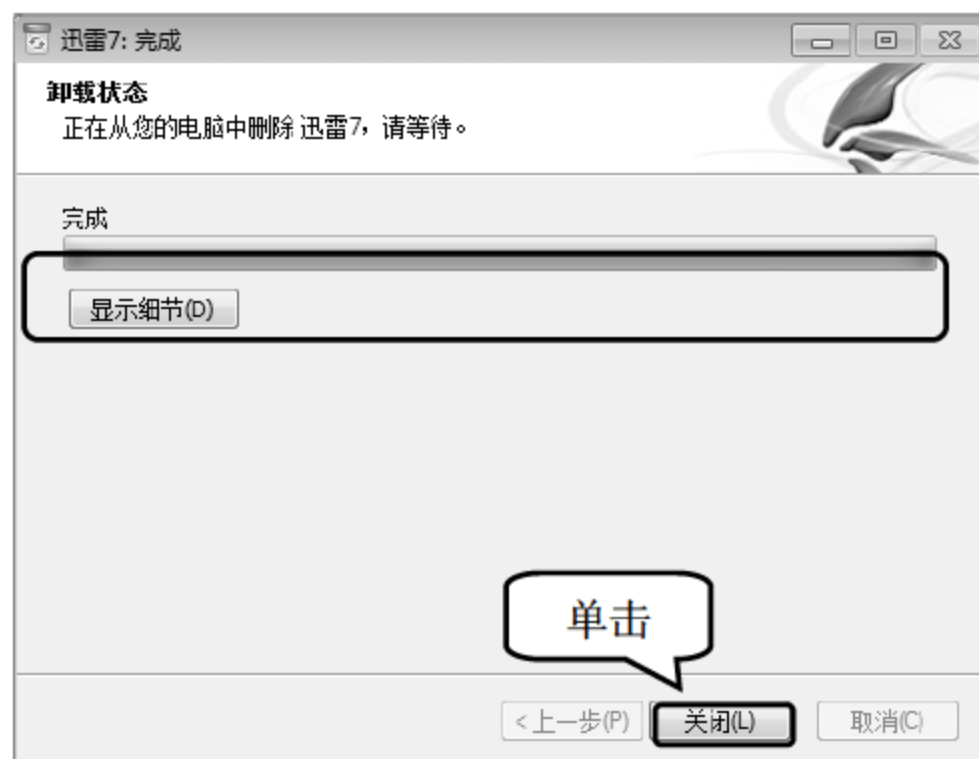 迅雷7: 完成
卸载状态
正在从您的电脑中删除 迅雷7，请等待。
完成
显示细节(D)
单击
<上一步(P) 关闭(L) 取消(C)